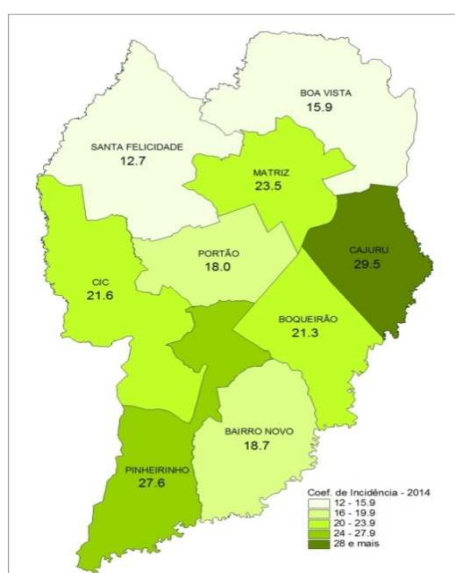 BOA VISTA
15.9
SANTA FELICIDADE
12.7
MATRIZ
23.5
CAJURU
29.5
PORTÃO
18.0
CIC
21.6
BOQUEIRÃO
21.3
BAIRRO NOVO
18.7
PINHEIRINHO
27.6
Coef. de Incidência - 2014
12 - 15.9
16 - 19.9
20 - 23.9
24 - 27.9
28 e mais